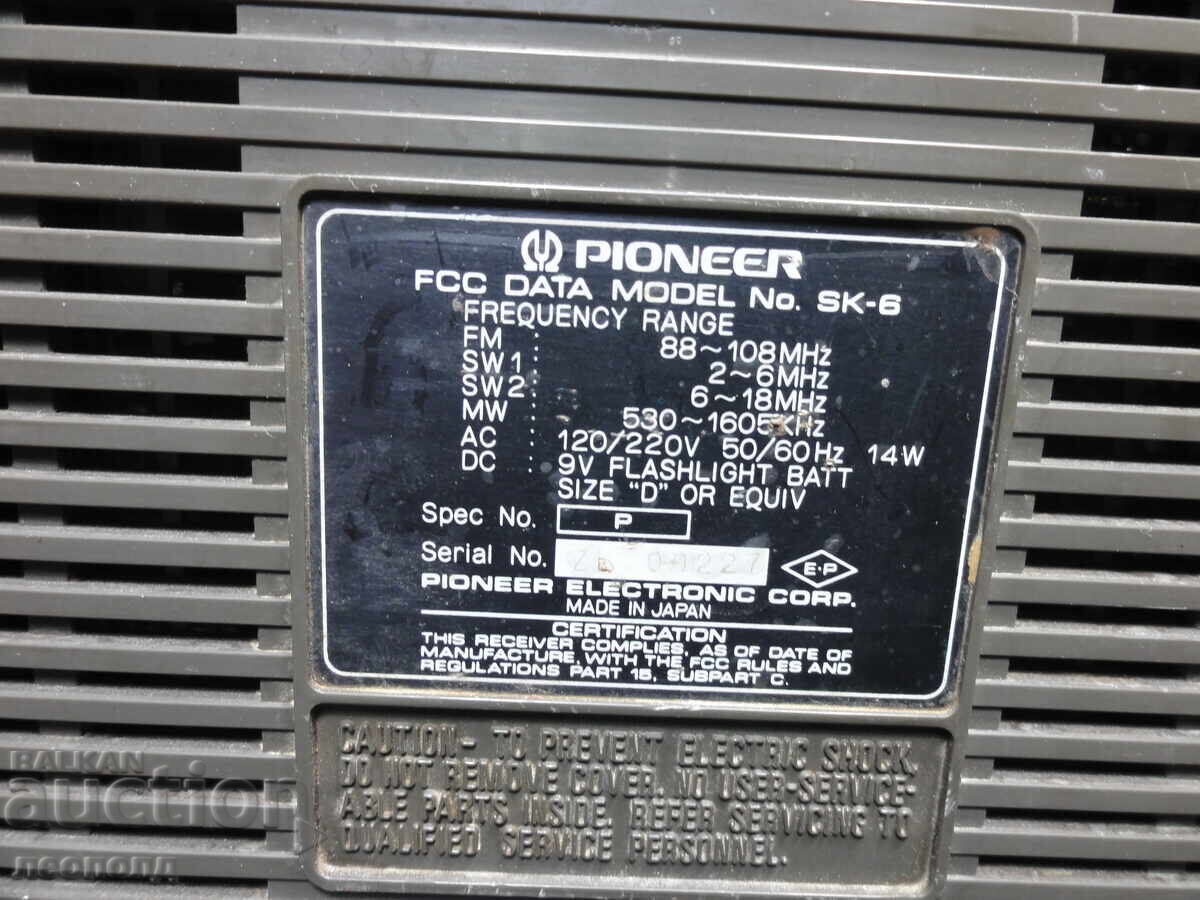 PIONEER
FCC DATA MODEL No. SK-6
FREQUENCY RANGE
FM : 88~108MHz
SW1 : 2~6MHz
SW2 : 6~18MHz
MW : 530~1605KHz
AC : 120/220V 50/60Hz 14W
DC : 9V FLASHLIGHT BATT
SIZE "D" OR EQUIV
Spec No. P
Serial No.
E·P
PIONEER ELECTRONIC CORP.
MADE IN JAPAN
CERTIFICATION
THIS RECEIVER COMPLIES, AS OF DATE OF
MANUFACTURE, WITH THE FCC RULES AND
REGULATIONS PART 15, SUBPART C.
CAUTION- TO PREVENT ELECTRIC SHOCK,
DO NOT REMOVE COVER. NO USER-SERVICE-
ABLE PARTS INSIDE. REFER SERVICING TO
QUALIFIED SERVICE PERSONNEL.
BALKAN
auction
леополд